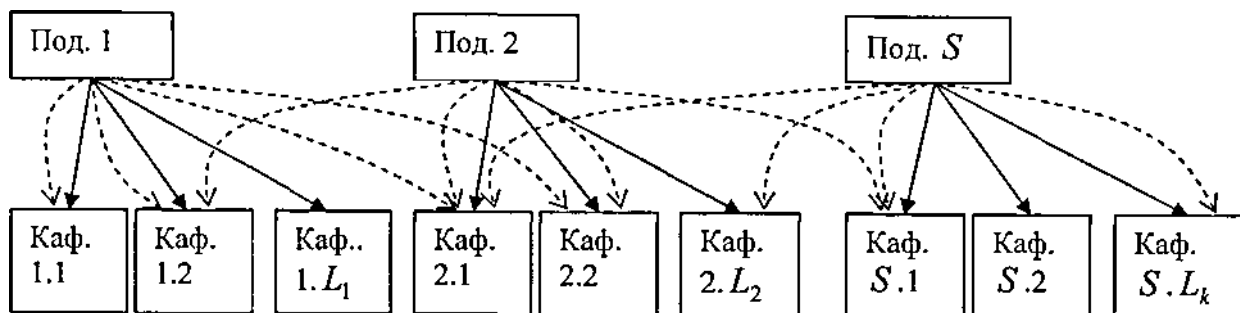 Под. 1
Под. 2
Под. S
Каф.
1.1
Каф.
1.2
Каф..
1.L₁
Каф.
2.1
Каф.
2.2
Каф.
2.L₂
Каф.
S.1
Каф.
S.2
Каф.
S.Lₖ